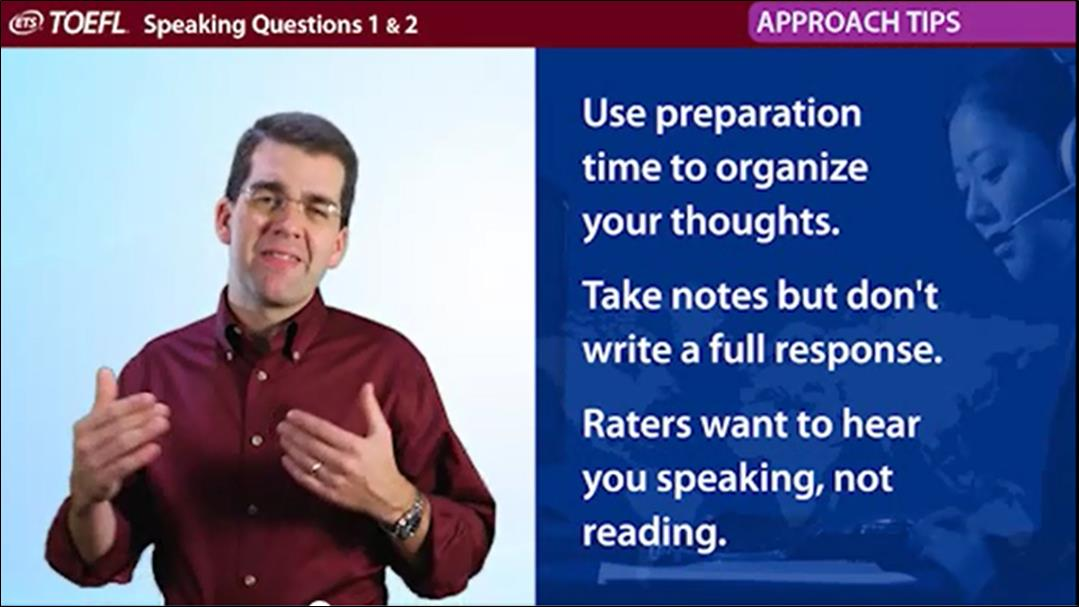 ETS TOEFL Speaking Questions 1 & 2
APPROACH TIPS
Use preparation
time to organize
your thoughts.
Take notes but don't
write a full response.
Raters want to hear
you speaking, not
reading.